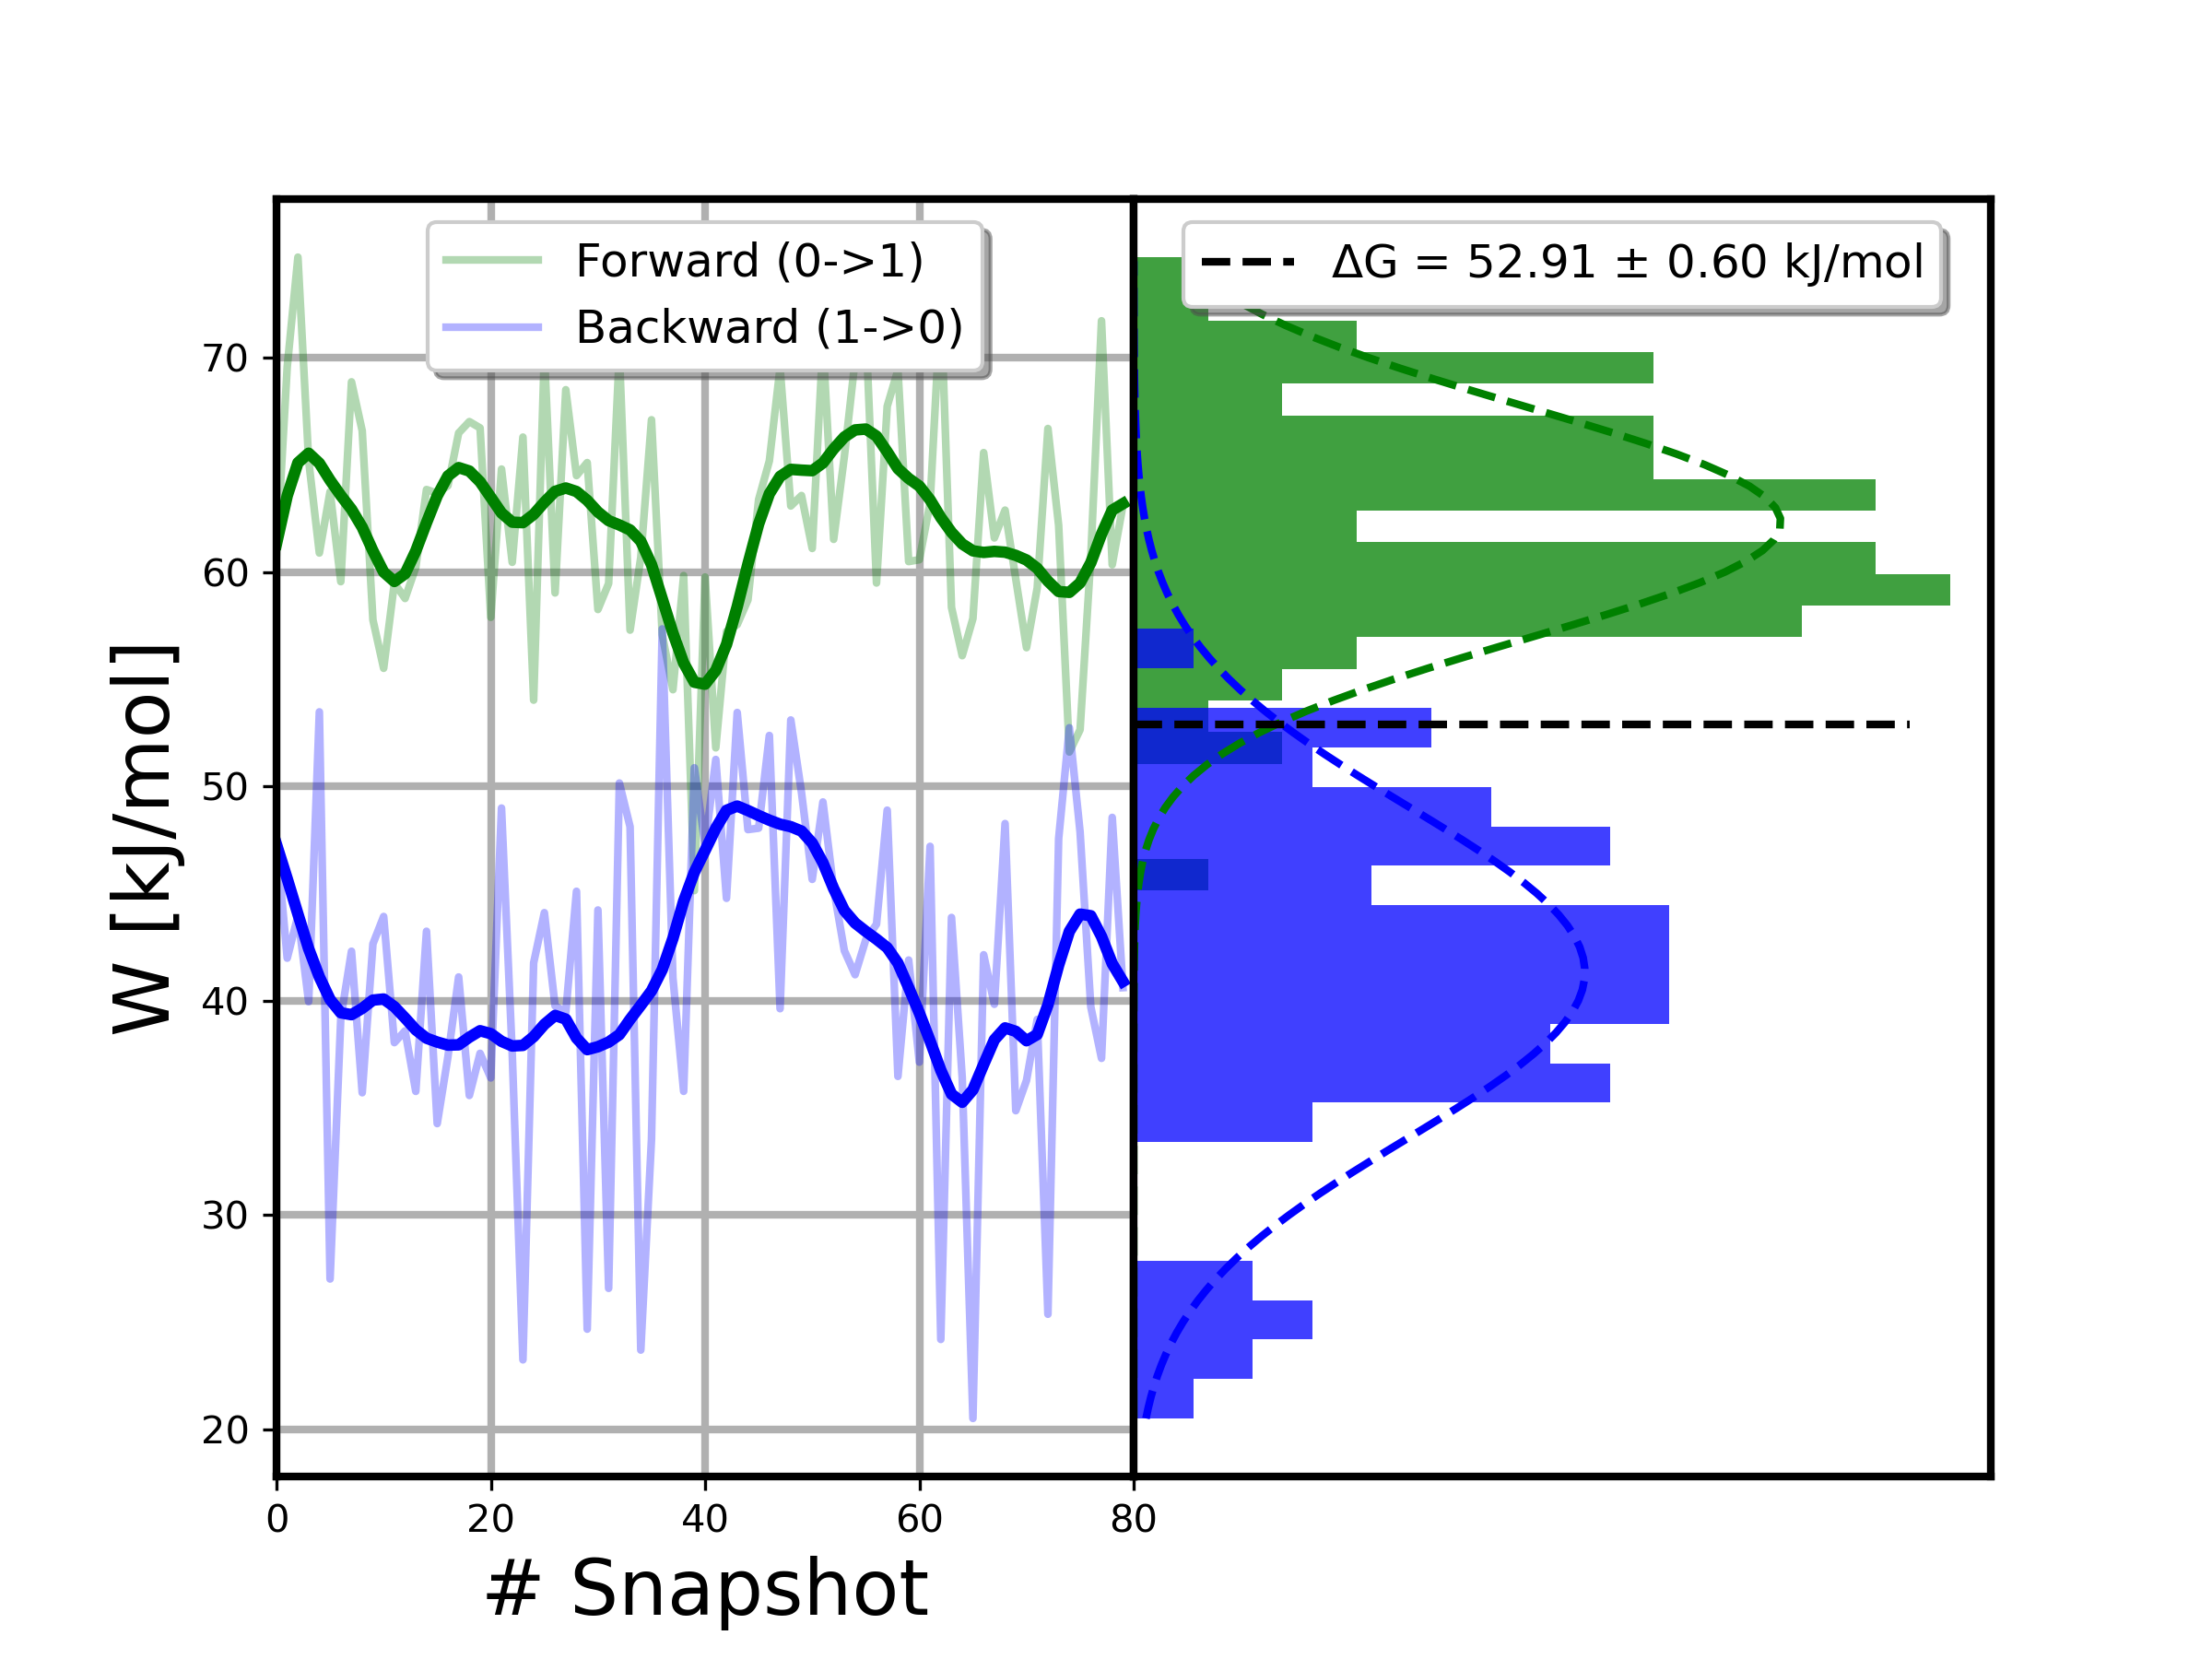 Forward (0->1)
Backward (1->0)
ΔG = 52.91 ± 0.60 kJ/mol
W [kJ/mol]
70
60
50
40
30
20
0 20 40 60 80
# Snapshot